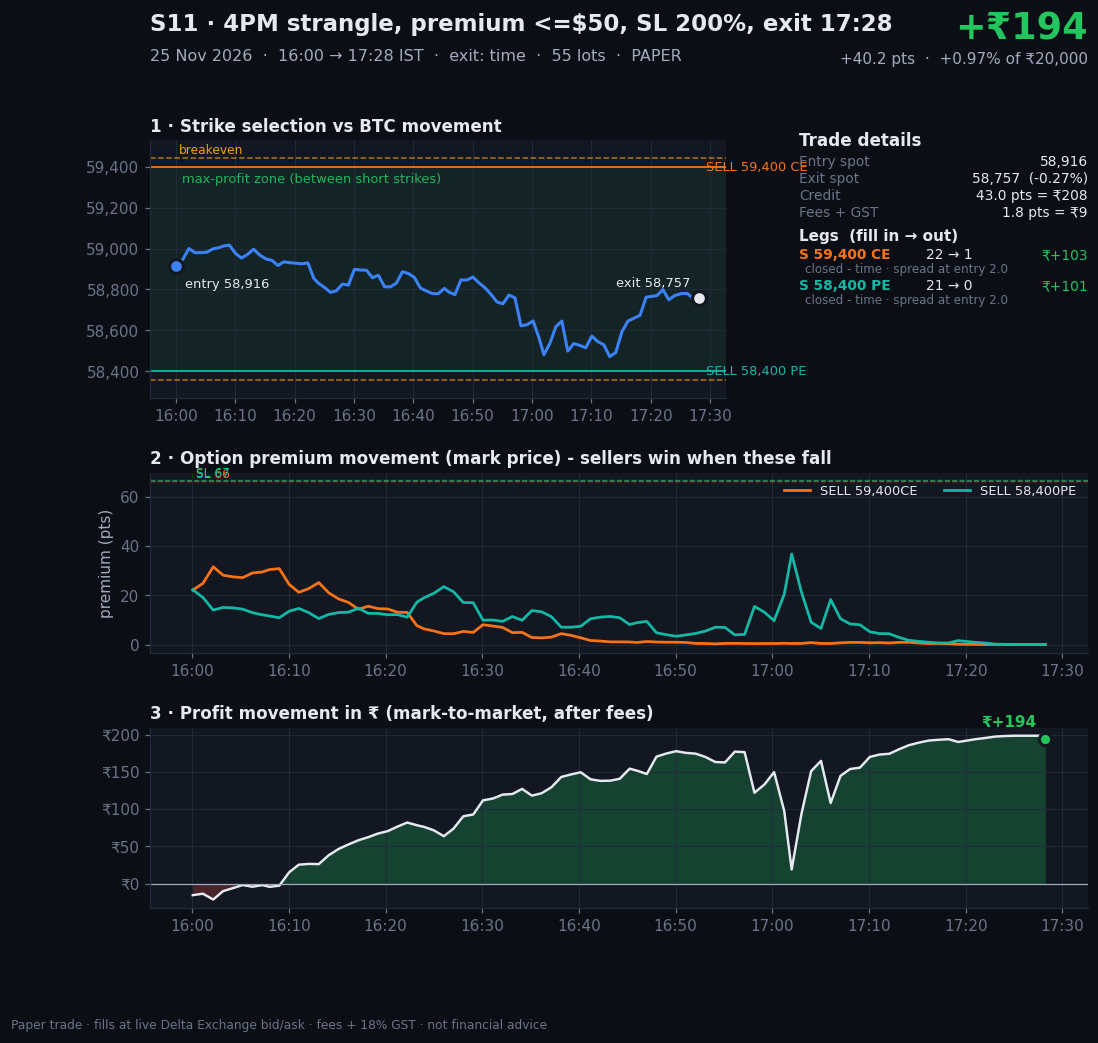 S11 · 4PM strangle, premium <=$50, SL 200%, exit 17:28
+₹194
25 Nov 2026 · 16:00 → 17:28 IST · exit: time · 55 lots · PAPER
+40.2 pts · +0.97% of ₹20,000
1 · Strike selection vs BTC movement
breakeven
max-profit zone (between short strikes)
SELL 59,400 CE
entry 58,916
exit 58,757
SELL 58,400 PE
59,400
59,200
59,000
58,800
58,600
58,400
16:00 16:10 16:20 16:30 16:40 16:50 17:00 17:10 17:20 17:30
Trade details
Entry spot 58,916
Exit spot 58,757 (-0.27%)
Credit 43.0 pts = ₹208
Fees + GST 1.8 pts = ₹9
Legs (fill in → out)
S 59,400 CE 22 → 1 ₹+103
closed - time · spread at entry 2.0
S 58,400 PE 21 → 0 ₹+101
closed - time · spread at entry 2.0
2 · Option premium movement (mark price) - sellers win when these fall
SL
SELL 59,400CE SELL 58,400PE
premium (pts)
60
40
20
0
16:00 16:10 16:20 16:30 16:40 16:50 17:00 17:10 17:20 17:30
3 · Profit movement in ₹ (mark-to-market, after fees)
₹+194
₹200
₹150
₹100
₹50
₹0
16:00 16:10 16:20 16:30 16:40 16:50 17:00 17:10 17:20 17:30
Paper trade · fills at live Delta Exchange bid/ask · fees + 18% GST · not financial advice